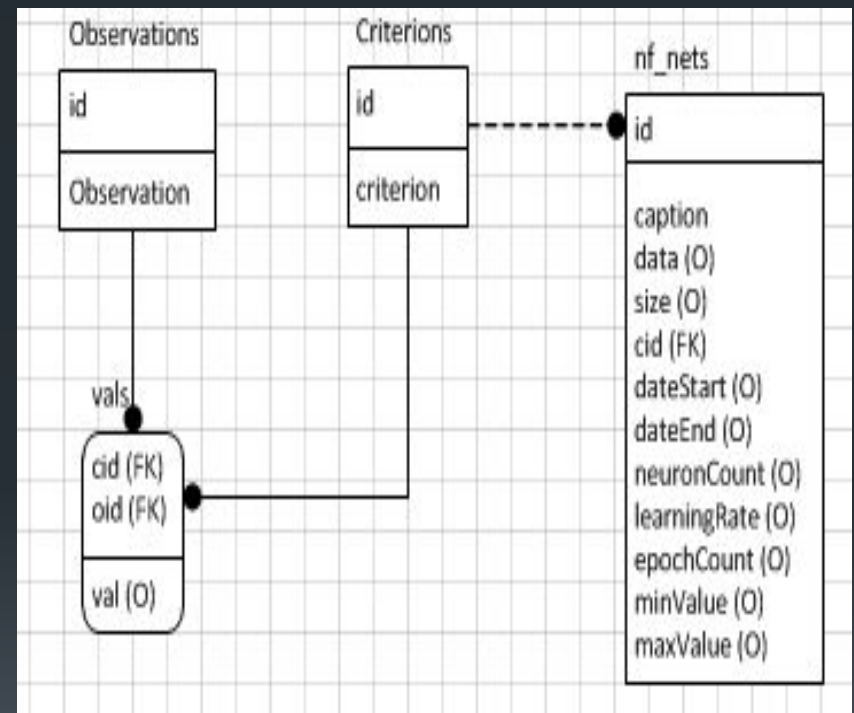 Observations
id
Observation
Criterions
id
criterion
nf_nets
id
caption
data (O)
size (O)
cid (FK)
dateStart (O)
dateEnd (O)
neuronCount (O)
learningRate (O)
epochCount (O)
minValue (O)
maxValue (O)
vals
cid (FK)
oid (FK)
val (O)